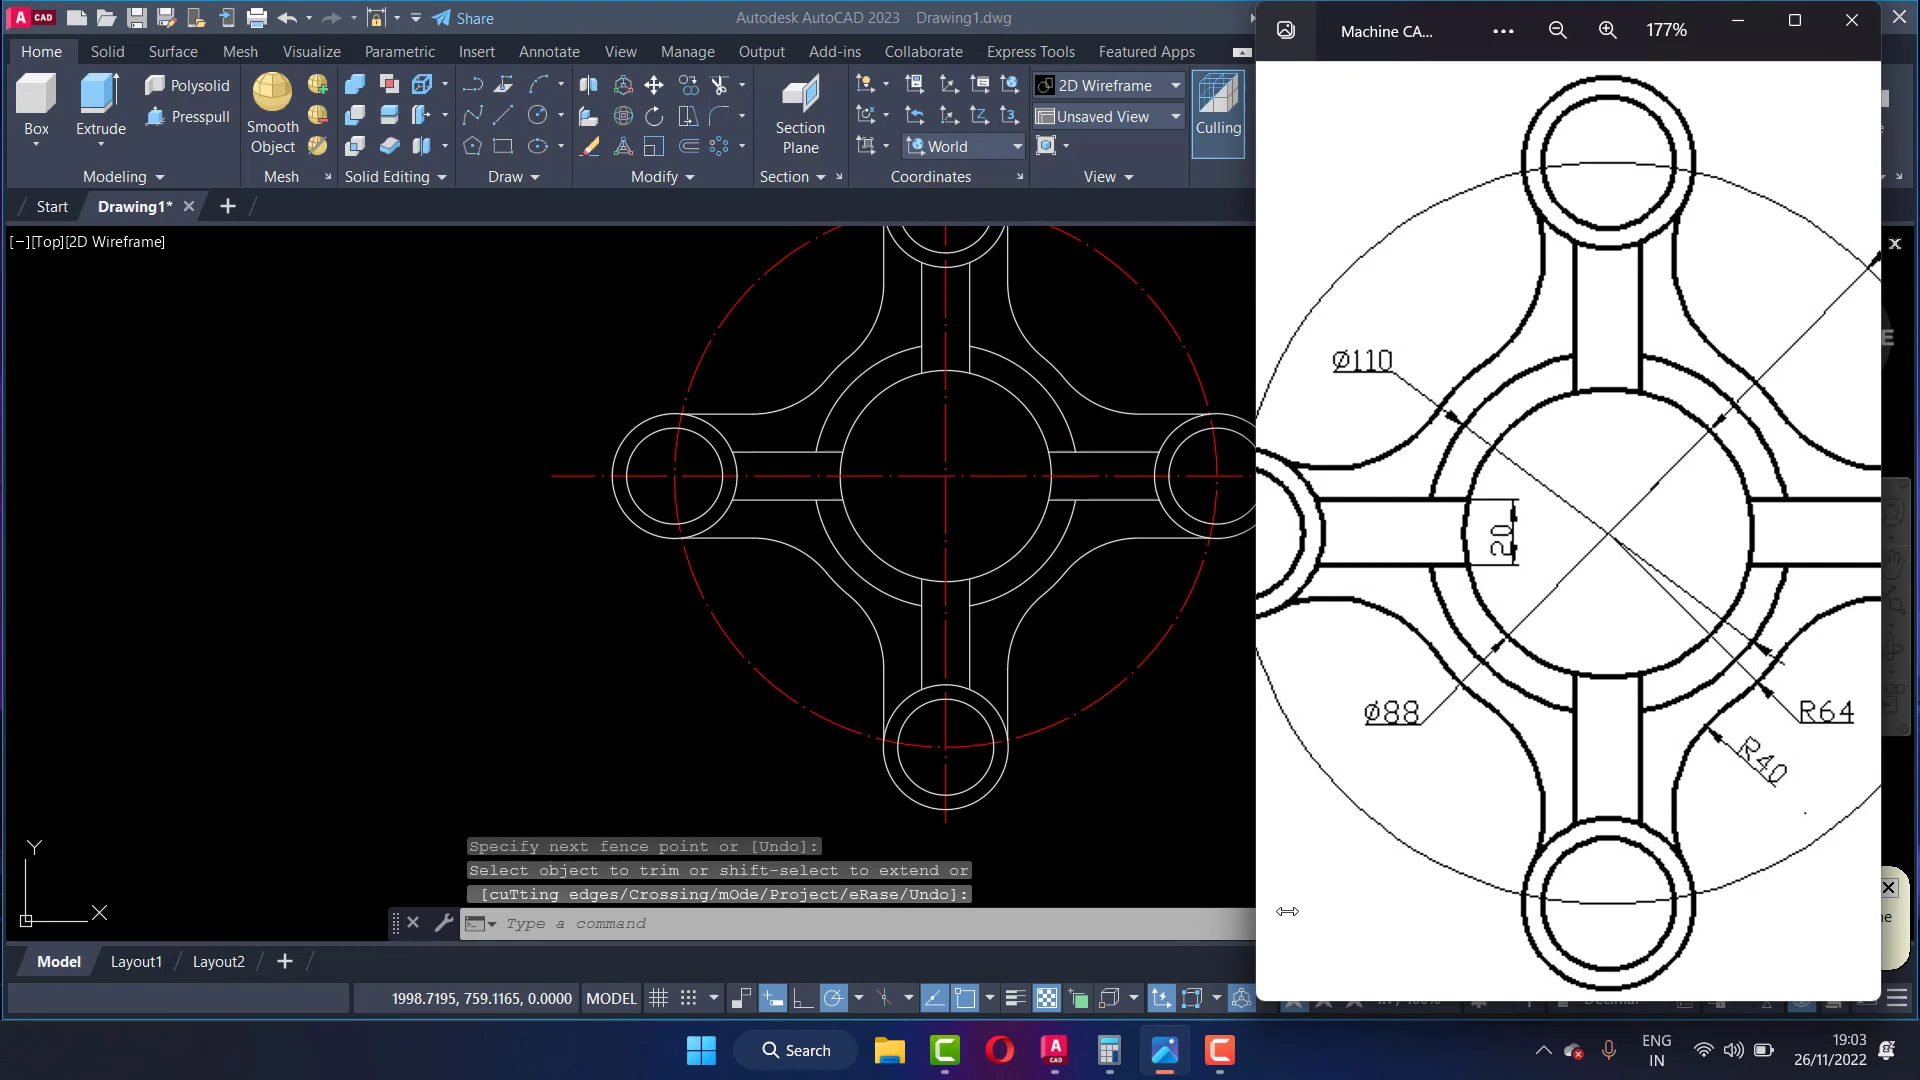 A CAD
Share
Autodesk AutoCAD 2023 Drawing1.dwg
Home Solid Surface Mesh Visualize Parametric Insert Annotate View Manage Output Add-ins Collaborate Express Tools Featured Apps
Polysolid
Presspull
Box
Extrude
Smooth Object
Section Plane
2D Wireframe
Unsaved View
World
Culling
Modeling Mesh Solid Editing Draw Modify Section Coordinates View
Start Drawing1*
[−][Top][2D Wireframe]
Machine CA...
177%
Ø110
20
Ø88
R64
R40
E
Y
X
Specify next fence point or [Undo]:
Select object to trim or shift-select to extend or
[cuTting edges/Crossing/mOde/Project/eRase/Undo]:
Type a command
Model Layout1 Layout2
1998.7195, 759.1165, 0.0000 MODEL
Search
A
CAD
ENG
IN
19:03
26/11/2022